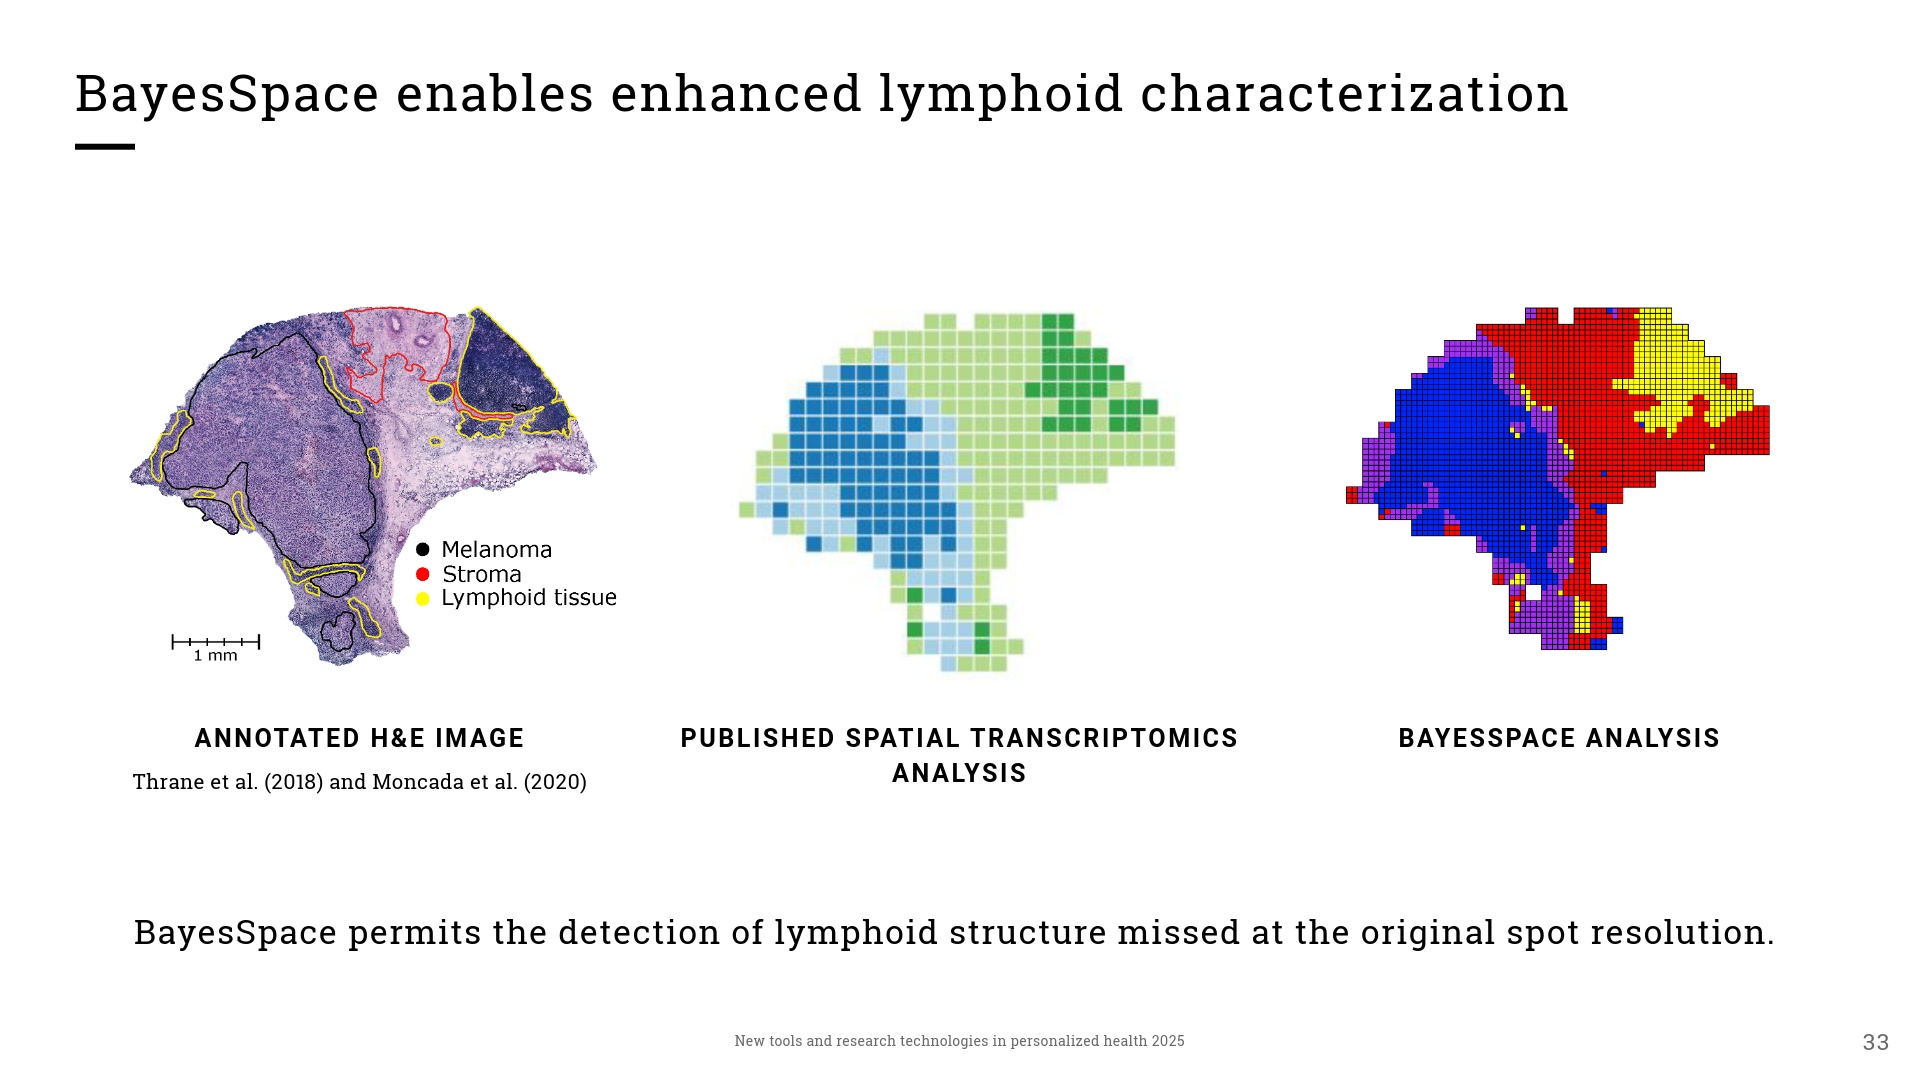 BayesSpace enables enhanced lymphoid characterization
Melanoma
Stroma
Lymphoid tissue
1 mm
ANNOTATED H&E IMAGE
Thrane et al. (2018) and Moncada et al. (2020)
PUBLISHED SPATIAL TRANSCRIPTOMICS
ANALYSIS
BAYESSPACE ANALYSIS
BayesSpace permits the detection of lymphoid structure missed at the original spot resolution.
New tools and research technologies in personalized health 2025
33